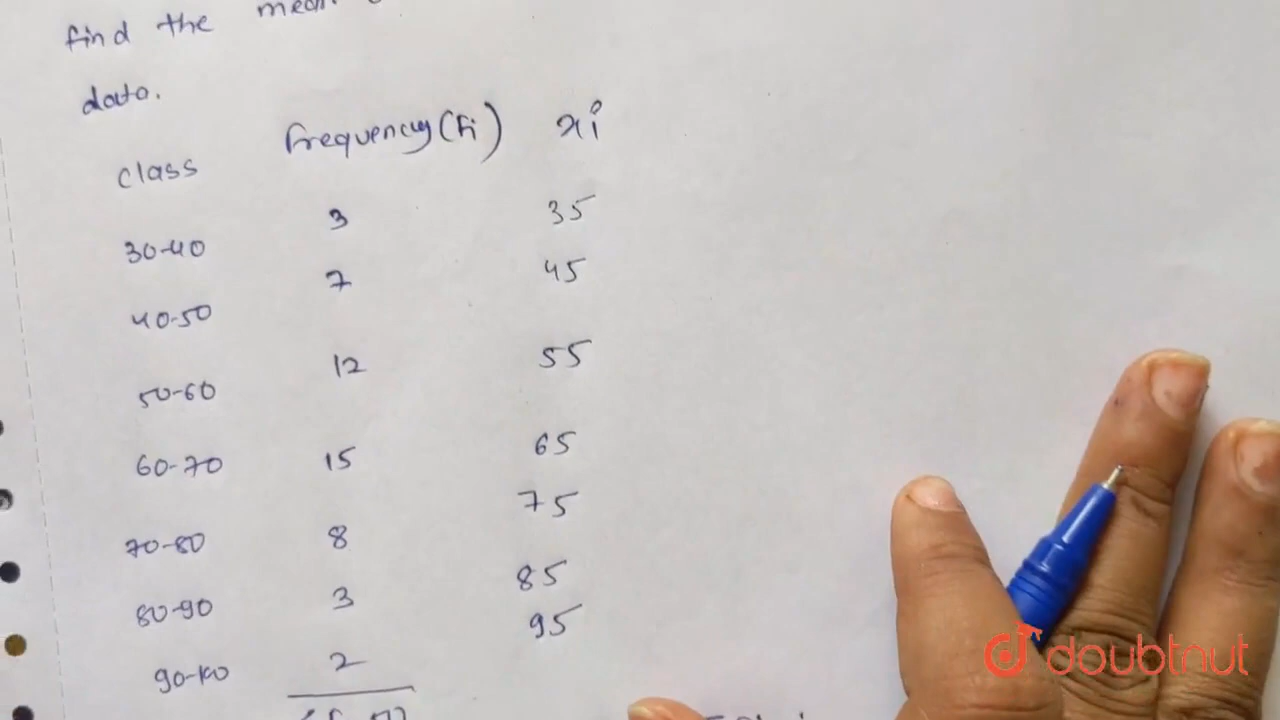 find the
dato.
class frequency(fi) xi
30-40 3 35
40-50 7 45
50-60 12 55
60-70 15 65
70-80 8 75
80-90 3 85
90-100 2 95
doubtnut